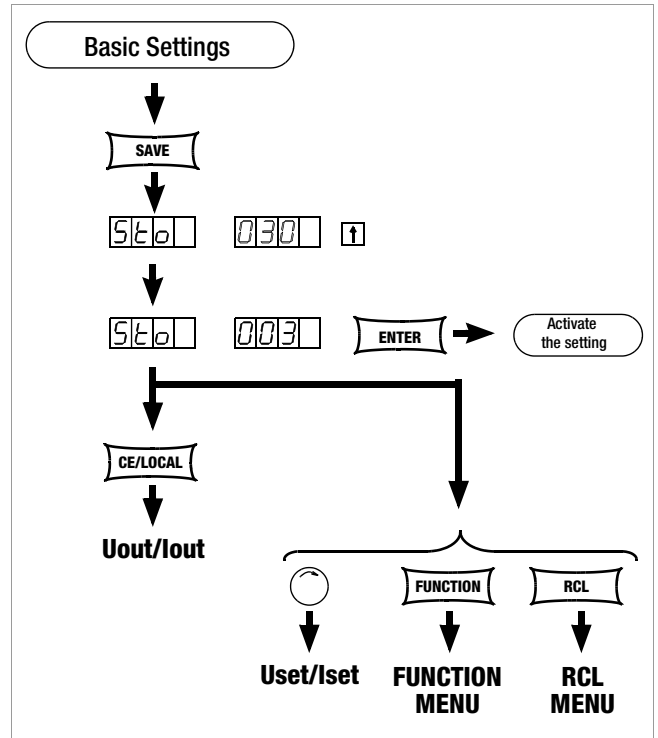 Basic Settings
SAVE
Sto 030 ↑
Sto 003 ENTER Activate
the setting
CE/LOCAL
Uout/Iout
FUNCTION RCL
Uset/Iset FUNCTION
MENU RCL
MENU